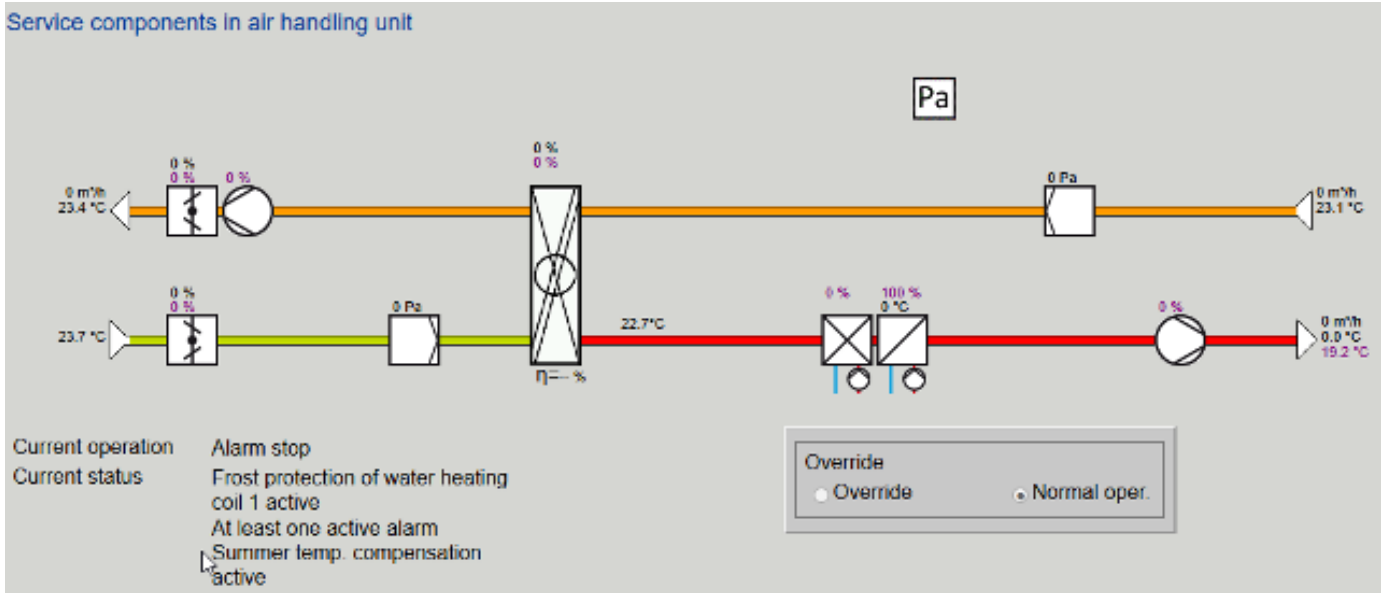 Service components in air handling unit
Pa
0 %
0 %
0 %
0 %
0 %
0 m³/h
23.4 °C
0 Pa
0 m³/h
23.1 °C
0 %
0 %
0 Pa
23.7 °C
22.7°C
0 %
100 %
0 °C
0 %
0 m³/h
0.0 °C
19.2 °C
η=-- %
Current operation Alarm stop
Current status Frost protection of water heating
coil 1 active
At least one active alarm
Summer temp. compensation
active
Override
Override Normal oper.